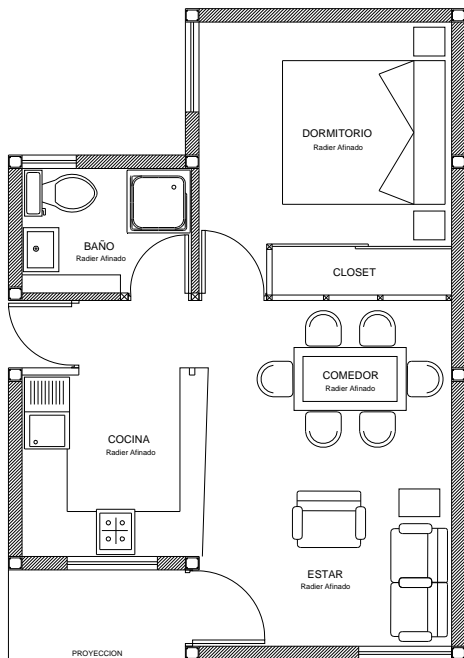 DORMITORIO
Radier Afinado
BAÑO
Radier Afinado
CLOSET
COMEDOR
Radier Afinado
COCINA
Radier Afinado
ESTAR
Radier Afinado
PROYECCION